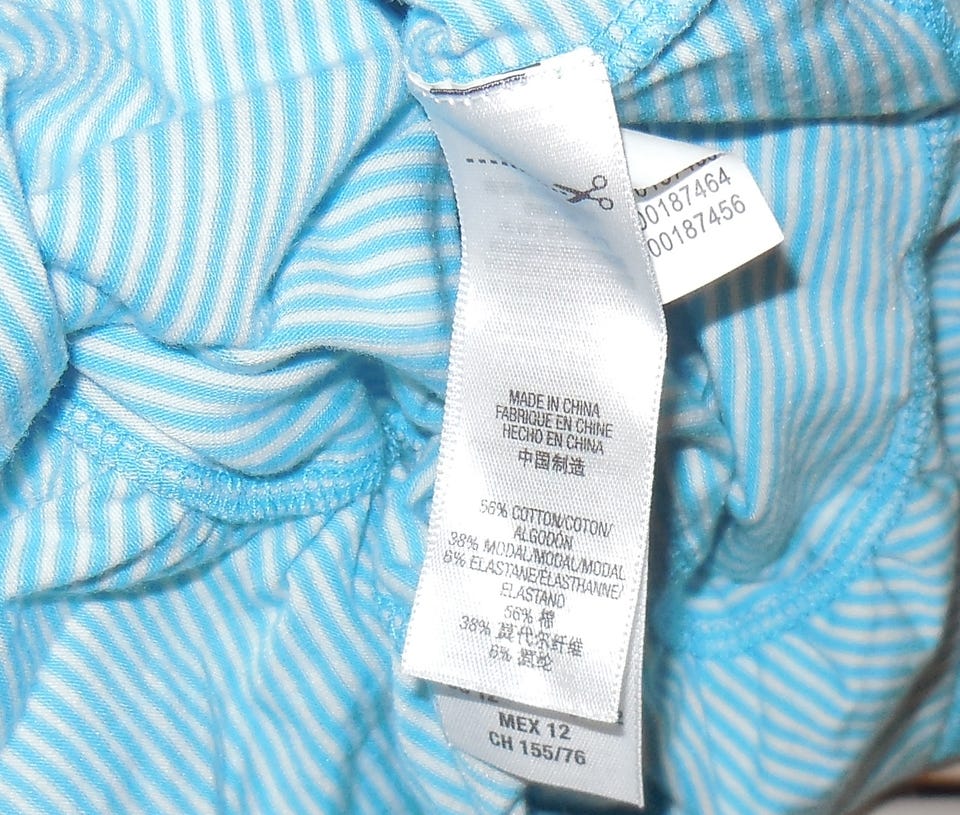 00187464
00187456
MADE IN CHINA
FABRIQUE EN CHINE
HECHO EN CHINA
中国制造
56% COTTON/COTON/
ALGODÓN
38% MODAL/MODAL/MODAL
6% ELASTANE/ELASTHANNE/
ELASTANO
56% 棉
38% 莫代尔纤维
6% 氨纶
MEX 12
CH 155/76